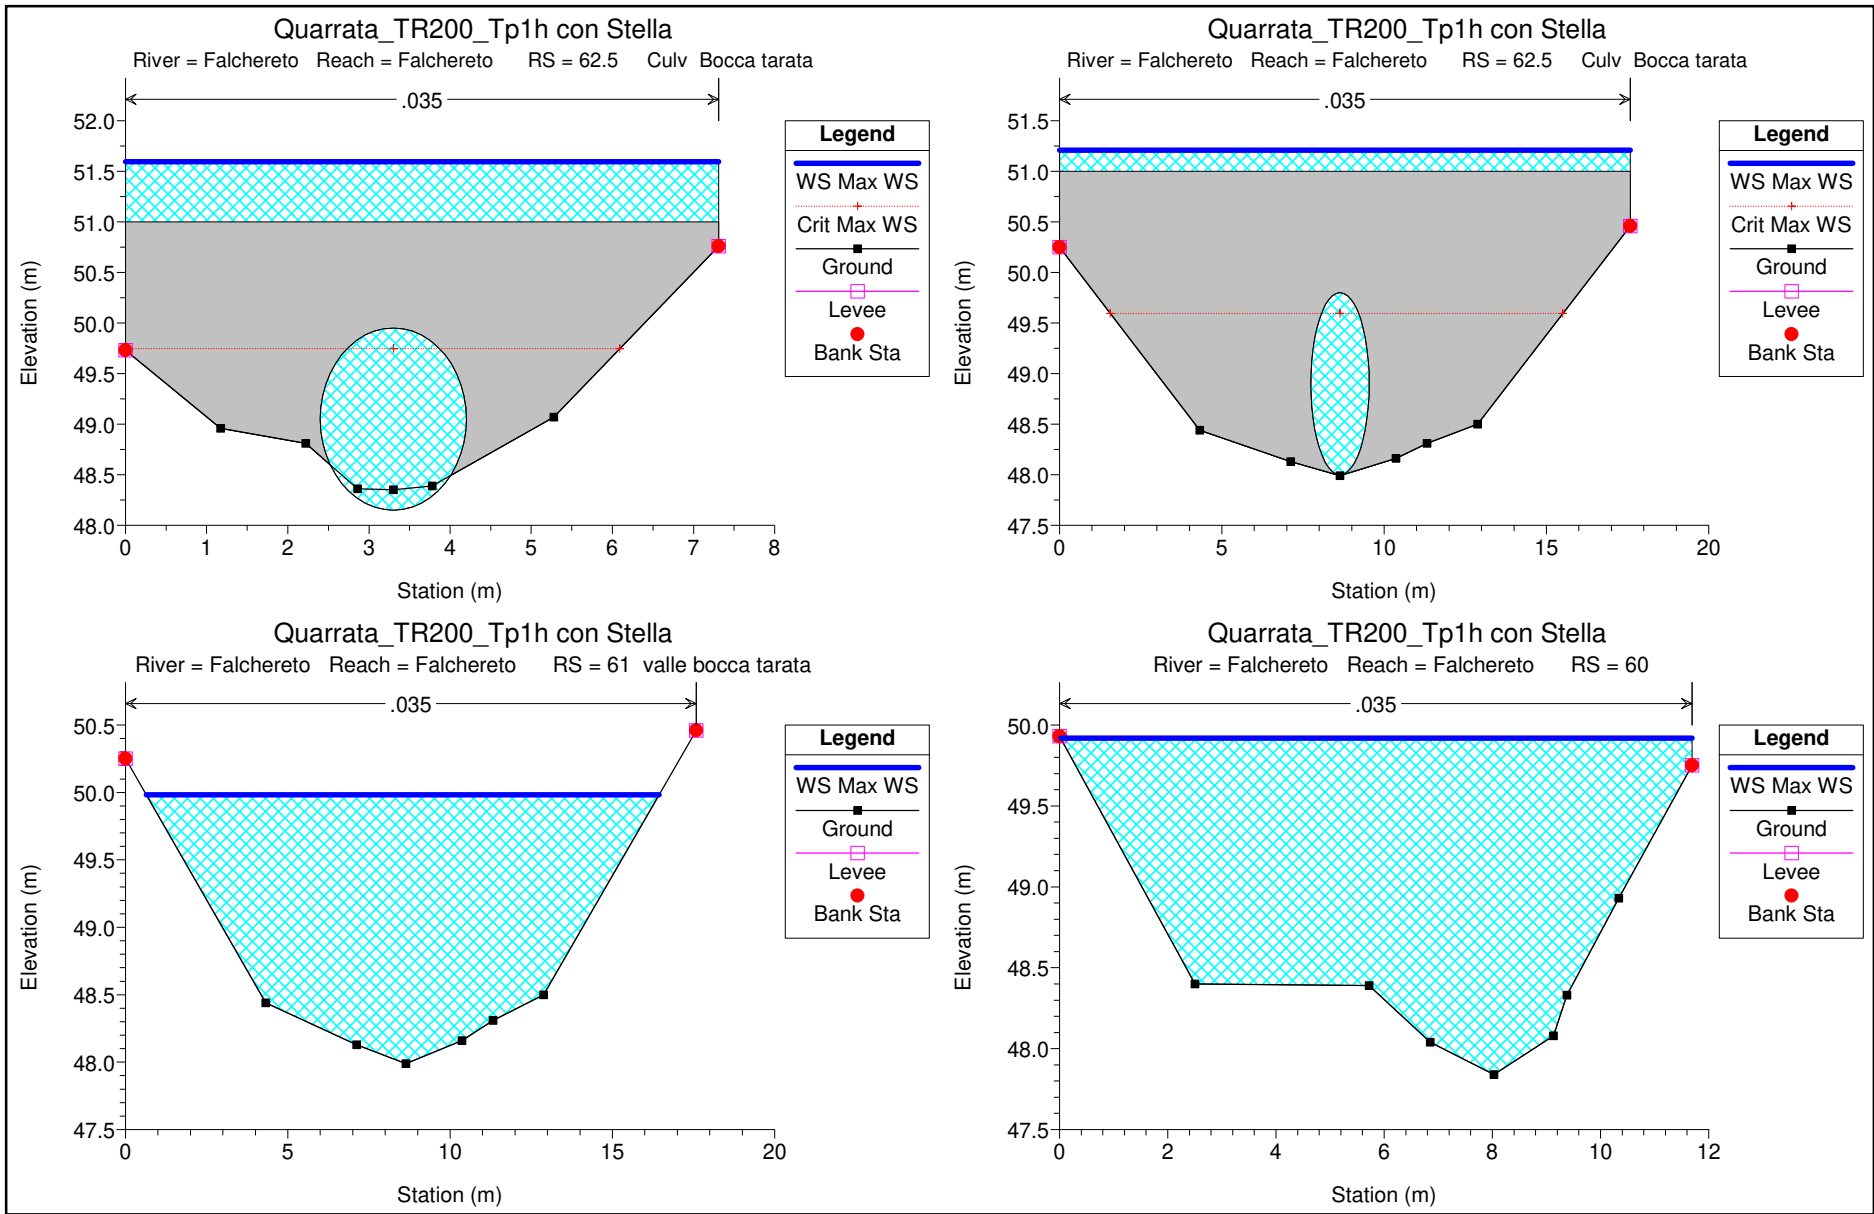 Quarrata_TR200_Tp1h con Stella
River = Falchereto Reach = Falchereto RS = 62.5 Culv Bocca tarata
.035
52.0
51.5
51.0
50.5
50.0
49.5
49.0
48.5
48.0
0 1 2 3 4 5 6 7 8
Station (m)
Elevation (m)
Legend
WS Max WS
Crit Max WS
Ground
Levee
Bank Sta
Quarrata_TR200_Tp1h con Stella
River = Falchereto Reach = Falchereto RS = 62.5 Culv Bocca tarata
.035
51.5
51.0
50.5
50.0
49.5
49.0
48.5
48.0
47.5
0 5 10 15 20
Station (m)
Elevation (m)
Legend
WS Max WS
Crit Max WS
Ground
Levee
Bank Sta
Quarrata_TR200_Tp1h con Stella
River = Falchereto Reach = Falchereto RS = 61 valle bocca tarata
.035
50.5
50.0
49.5
49.0
48.5
48.0
47.5
0 5 10 15 20
Station (m)
Elevation (m)
Legend
WS Max WS
Ground
Levee
Bank Sta
Quarrata_TR200_Tp1h con Stella
River = Falchereto Reach = Falchereto RS = 60
.035
50.0
49.5
49.0
48.5
48.0
47.5
0 2 4 6 8 10 12
Station (m)
Elevation (m)
Legend
WS Max WS
Ground
Levee
Bank Sta